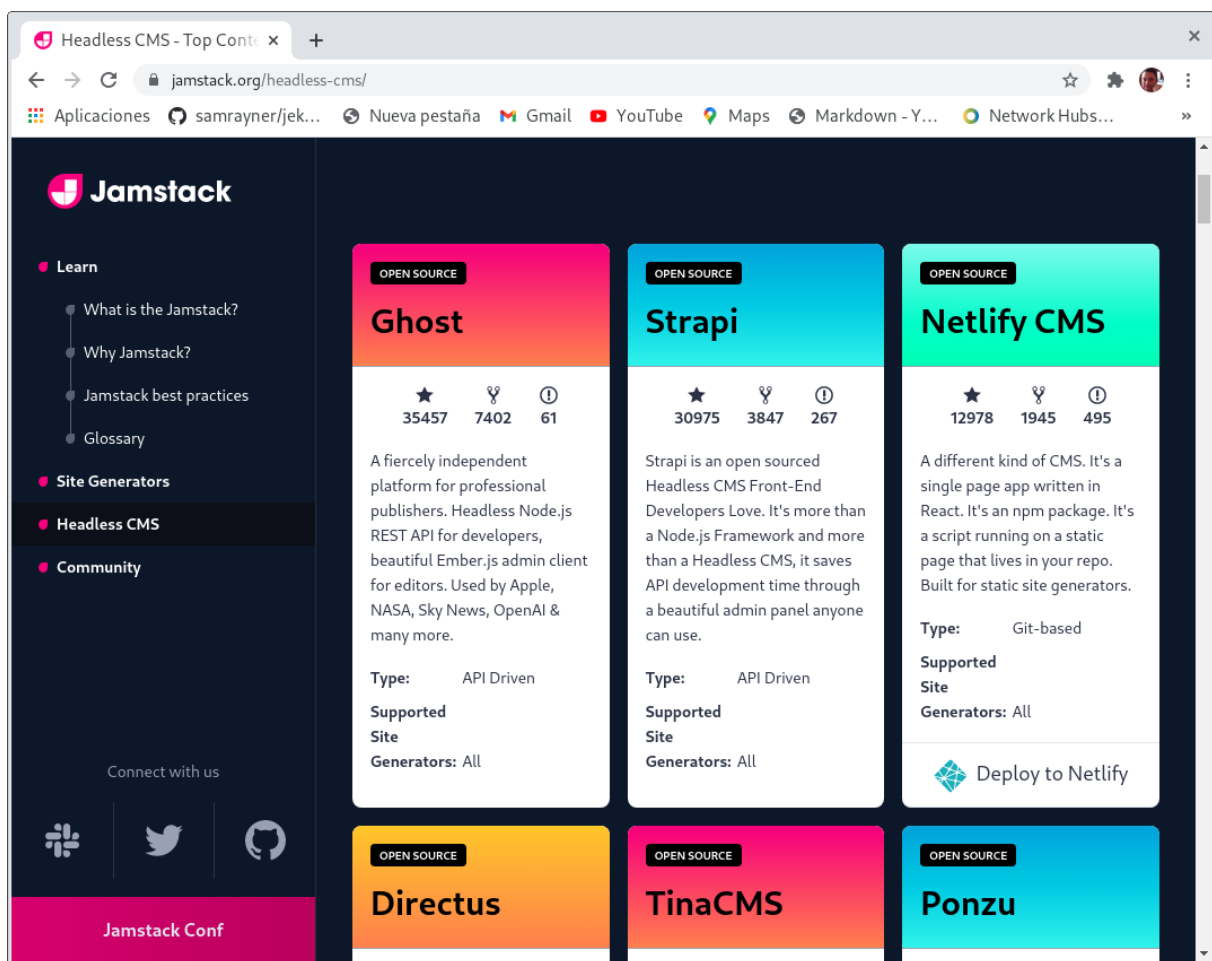 Headless CMS - Top Conte
jamstack.org/headless-cms/
Aplicaciones samrayner/jek... Nueva pestaña Gmail YouTube Maps Markdown - Y... Network Hubs... »
Jamstack
Learn
What is the Jamstack?
Why Jamstack?
Jamstack best practices
Glossary
Site Generators
Headless CMS
Community
Connect with us
Jamstack Conf
OPEN SOURCE
Ghost
35457 7402 61
A fiercely independent
platform for professional
publishers. Headless Node.js
REST API for developers,
beautiful Ember.js admin client
for editors. Used by Apple,
NASA, Sky News, OpenAI &
many more.
Type: API Driven
Supported
Site
Generators: All
OPEN SOURCE
Strapi
30975 3847 267
Strapi is an open sourced
Headless CMS Front-End
Developers Love. It's more than
a Node.js Framework and more
than a Headless CMS, it saves
API development time through
a beautiful admin panel anyone
can use.
Type: API Driven
Supported
Site
Generators: All
OPEN SOURCE
Netlify CMS
12978 1945 495
A different kind of CMS. It's a
single page app written in
React. It's an npm package. It's
a script running on a static
page that lives in your repo.
Built for static site generators.
Type: Git-based
Supported
Site
Generators: All
Deploy to Netlify
OPEN SOURCE
Directus
OPEN SOURCE
TinaCMS
OPEN SOURCE
Ponzu